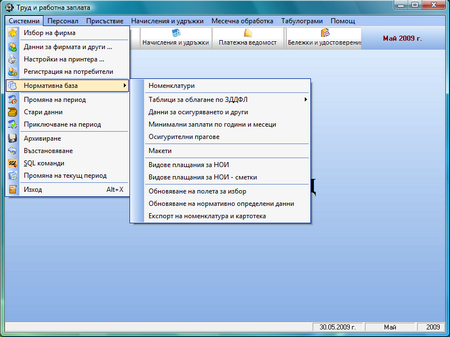 Труд и работна заплата
Системни Персонал Присъствие Начисления и удръжки Месечна обработка Табулограми Помощ
Начисления и удръжки Платежна ведомост Бележки и удостоверени
Май 2009 г.
Избор на фирма
Данни за фирмата и други ...
Настройки на принтера ...
Регистрация на потребители
Нормативна база
Промяна на период
Стари данни
Приключване на период
Архивиране
Възстановяване
SQL команди
Промяна на текущ период
Изход Alt+X
Номенклатури
Таблици за облагане по ЗДДФЛ
Данни за осигуряването и други
Минимални заплати по години и месеци
Осигурителни прагове
Макети
Видове плащания за НОИ
Видове плащания за НОИ - сметки
Обновяване на полета за избор
Обновяване на нормативно определени данни
Експорт на номенклатура и картотека
30.05.2009 г. Май 2009